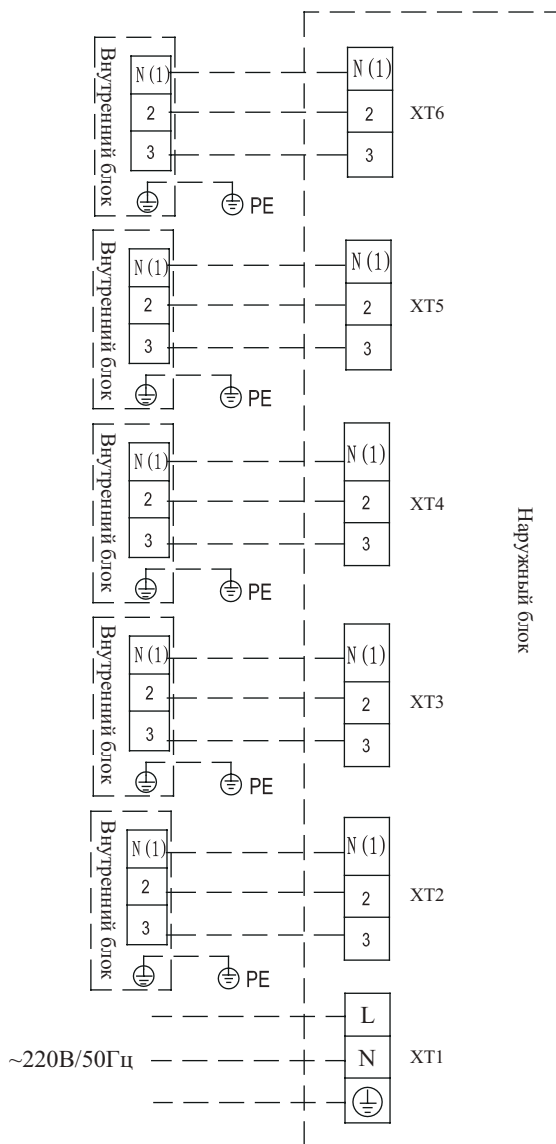 Внутренний блок
N(1)
2
3
PE
N(1)
2
3
XT6
Внутренний блок
N(1)
2
3
PE
N(1)
2
3
XT5
Внутренний блок
N(1)
2
3
PE
N(1)
2
3
XT4
Наружный блок
Внутренний блок
N(1)
2
3
PE
N(1)
2
3
XT3
Внутренний блок
N(1)
2
3
PE
N(1)
2
3
XT2
~220В/50Гц
L
N
XT1